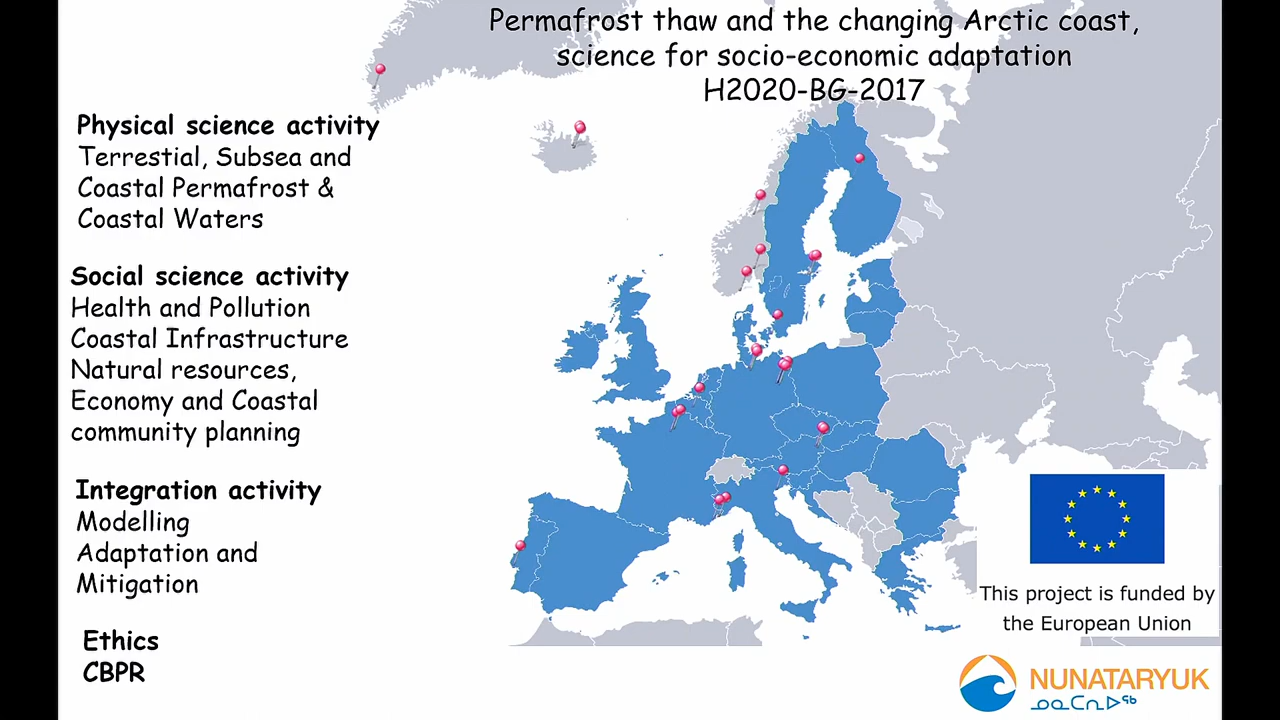 Permafrost thaw and the changing Arctic coast,
science for socio-economic adaptation
H2020-BG-2017
Physical science activity
Terrestial, Subsea and
Coastal Permafrost &
Coastal Waters
Social science activity
Health and Pollution
Coastal Infrastructure
Natural resources,
Economy and Coastal
community planning
Integration activity
Modelling
Adaptation and
Mitigation
Ethics
CBPR
This project is funded by
the European Union
NUNATARYUK
ᓄᓇᑕᕆᐅᖅ